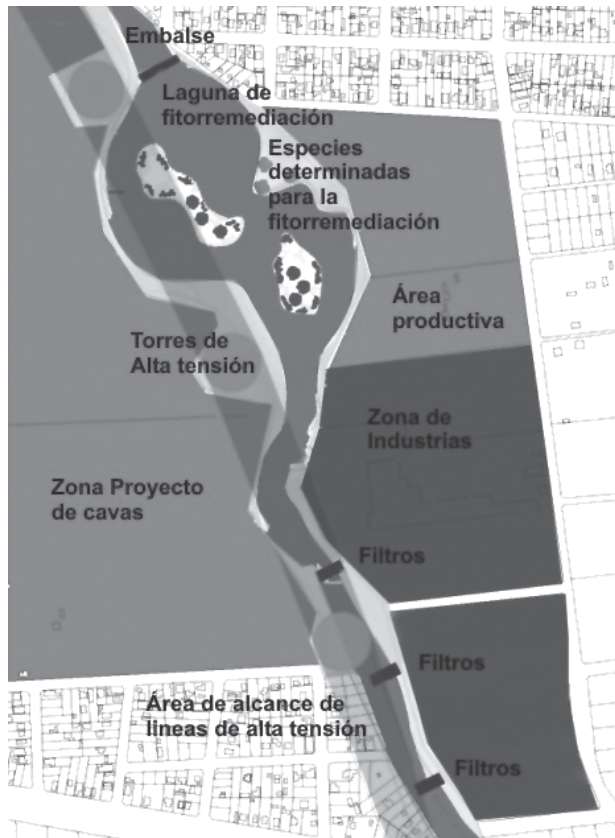 Embalse
Laguna de
fitorremediación
Especies
determinadas
para la
fitorremediación
Área
productiva
Torres de
Alta tensión
Zona de
Industrias
Zona Proyecto
de cavas
Filtros
Filtros
Área de alcance de
lineas de alta tensión
Filtros